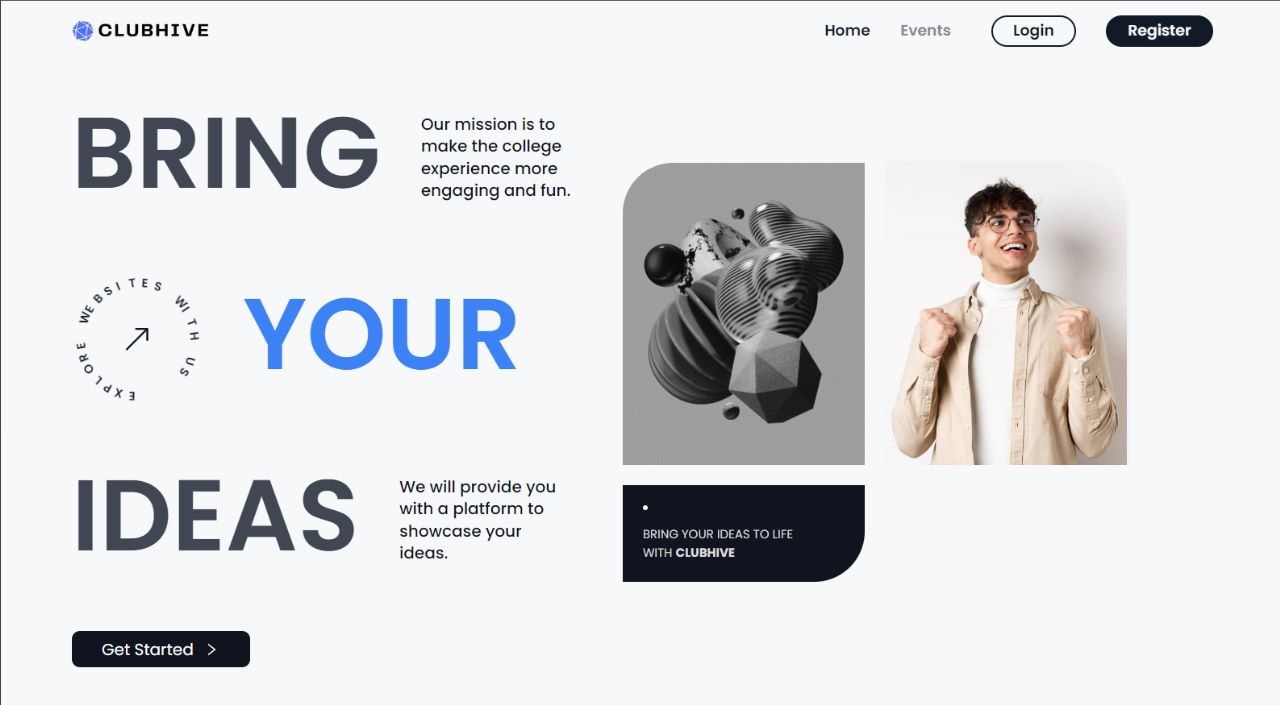 CLUBHIVE
Home
Events
Login
Register
BRING
Our mission is to
make the college
experience more
engaging and fun.
EXPLORE WEBSITES WITH US
YOUR
IDEAS
We will provide you
with a platform to
showcase your
ideas.
BRING YOUR IDEAS TO LIFE
WITH CLUBHIVE
Get Started